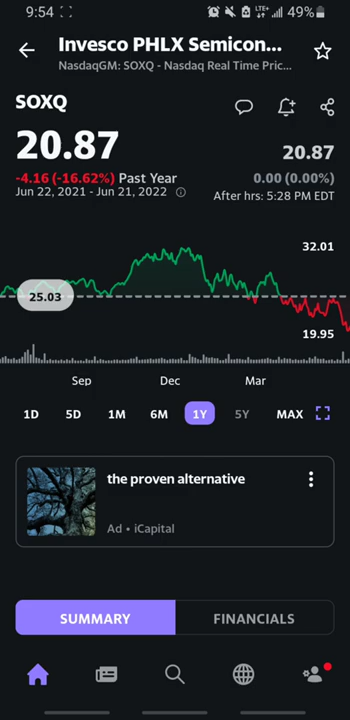 9:54
LTE+
49%
Invesco PHLX Semicon...
NasdaqGM: SOXQ - Nasdaq Real Time Pric...
SOXQ
20.87
20.87
-4.16 (-16.62%) Past Year
0.00 (0.00%)
Jun 22, 2021 - Jun 21, 2022
After hrs: 5:28 PM EDT
32.01
25.03
19.95
Sep Dec Mar
1D 5D 1M 6M 1Y 5Y MAX
the proven alternative
Ad • iCapital
SUMMARY FINANCIALS